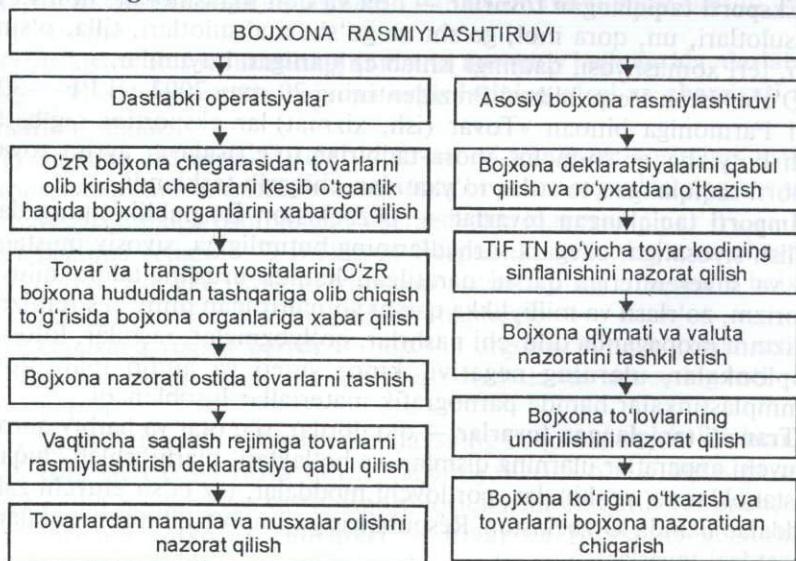 BOJXONA RASMIYLASHTIRUVI
Dastlabki operatsiyalar
O'zR bojxona chegarasidan tovarlarni
olib kirishda chegarani kesib o'tganlik
haqida bojxona organlarini xabardor qilish
Tovar va transport vositalarini O'zR
bojxona hududidan tashqariga olib chiqish
to'g'risida bojxona organlariga xabar qilish
Bojxona nazorati ostida tovarlarni tashish
Vaqtincha saqlash rejimiga tovarlarni
rasmiylashtirish deklaratsiya qabul qilish
Tovarlardan namuna va nusxalar olishni
nazorat qilish
Asosiy bojxona rasmiylashtiruvi
Bojxona deklaratsiyalarini qabul
qilish va ro'yxatdan o'tkazish
TIF TN bo'yicha tovar kodining
sinflanishini nazorat qilish
Bojxona qiymati va valuta
nazoratini tashkil etish
Bojxona to'lovlarining
undirilishini nazorat qilish
Bojxona ko'rigini o'tkazish va
tovarlarni bojxona nazoratidan
chiqarish